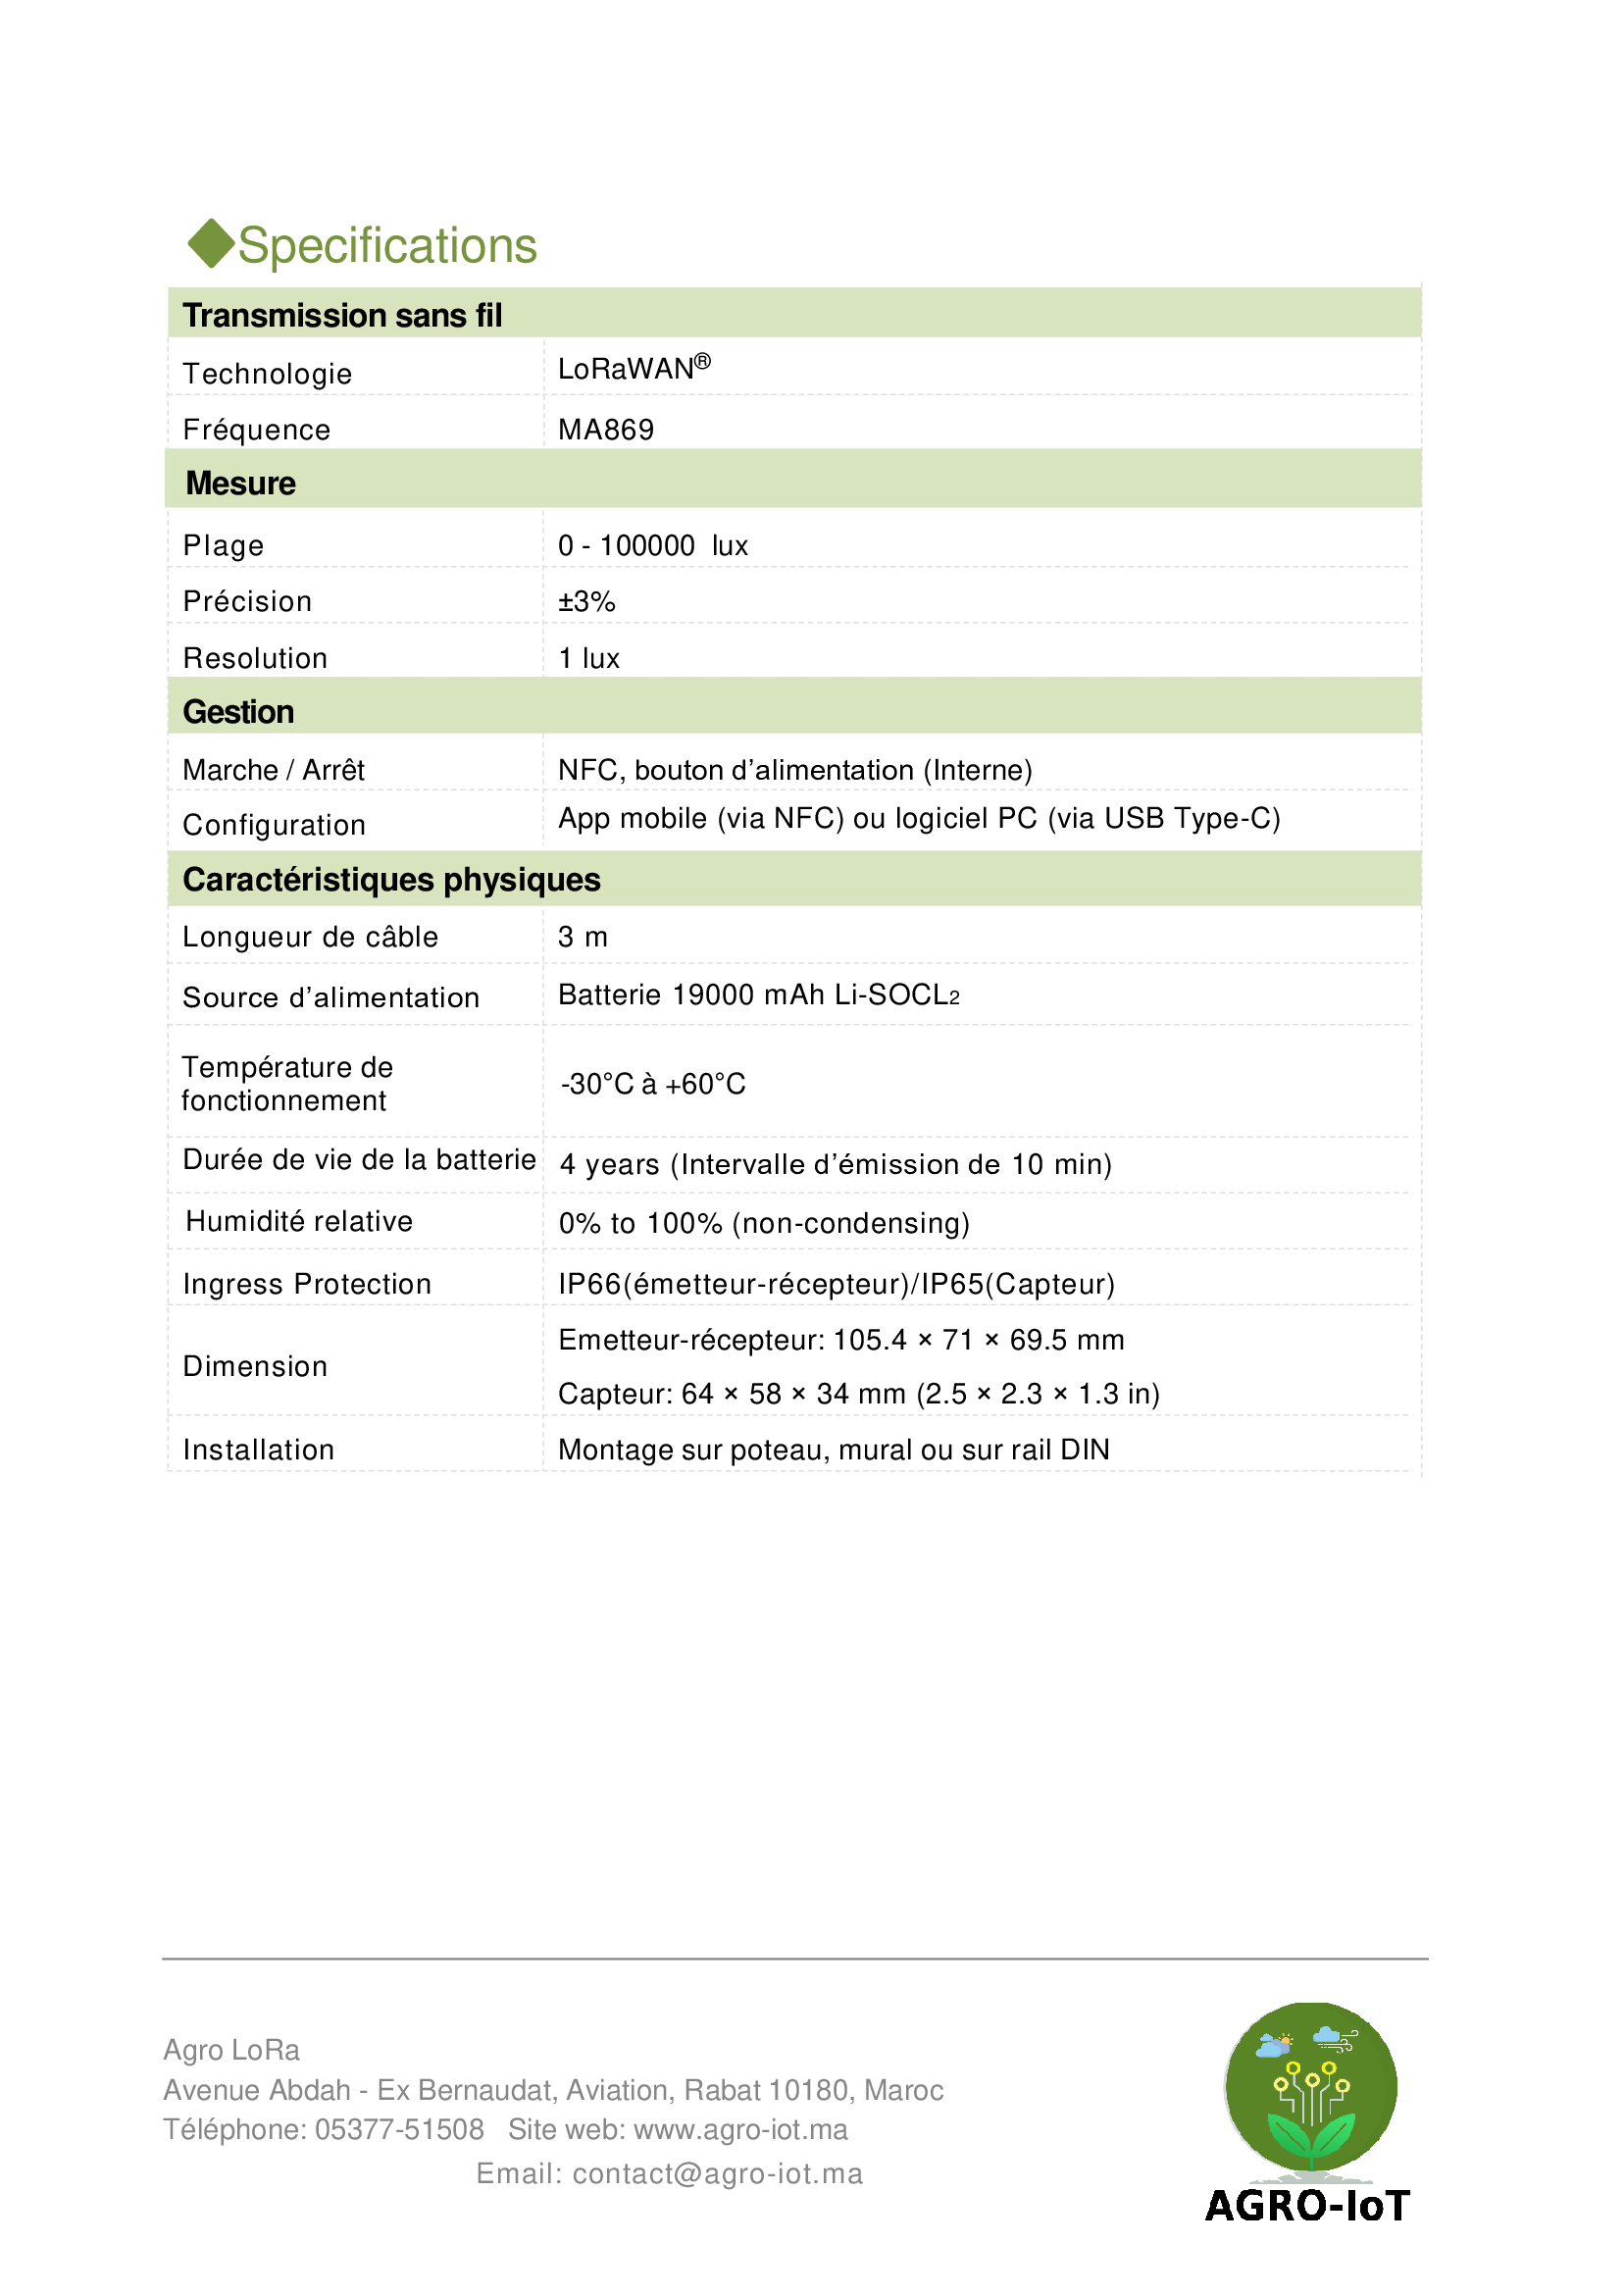 Specifications
Transmission sans fil
Technologie LoRaWAN®
Fréquence MA869
Mesure
Plage 0 - 100000 lux
Précision ±3%
Resolution 1 lux
Gestion
Marche / Arrêt NFC, bouton d’alimentation (Interne)
Configuration App mobile (via NFC) ou logiciel PC (via USB Type-C)
Caractéristiques physiques
Longueur de câble 3 m
Source d’alimentation Batterie 19000 mAh Li-SOCL2
Température de
fonctionnement -30°C à +60°C
Durée de vie de la batterie 4 years (Intervalle d’émission de 10 min)
Humidité relative 0% to 100% (non-condensing)
Ingress Protection IP66(émetteur-récepteur)/IP65(Capteur)
Dimension Emetteur-récepteur: 105.4 × 71 × 69.5 mm
Capteur: 64 × 58 × 34 mm (2.5 × 2.3 × 1.3 in)
Installation Montage sur poteau, mural ou sur rail DIN
Agro LoRa
Avenue Abdah - Ex Bernaudat, Aviation, Rabat 10180, Maroc
Téléphone: 05377-51508 Site web: www.agro-iot.ma
Email: contact@agro-iot.ma
AGRO-IoT